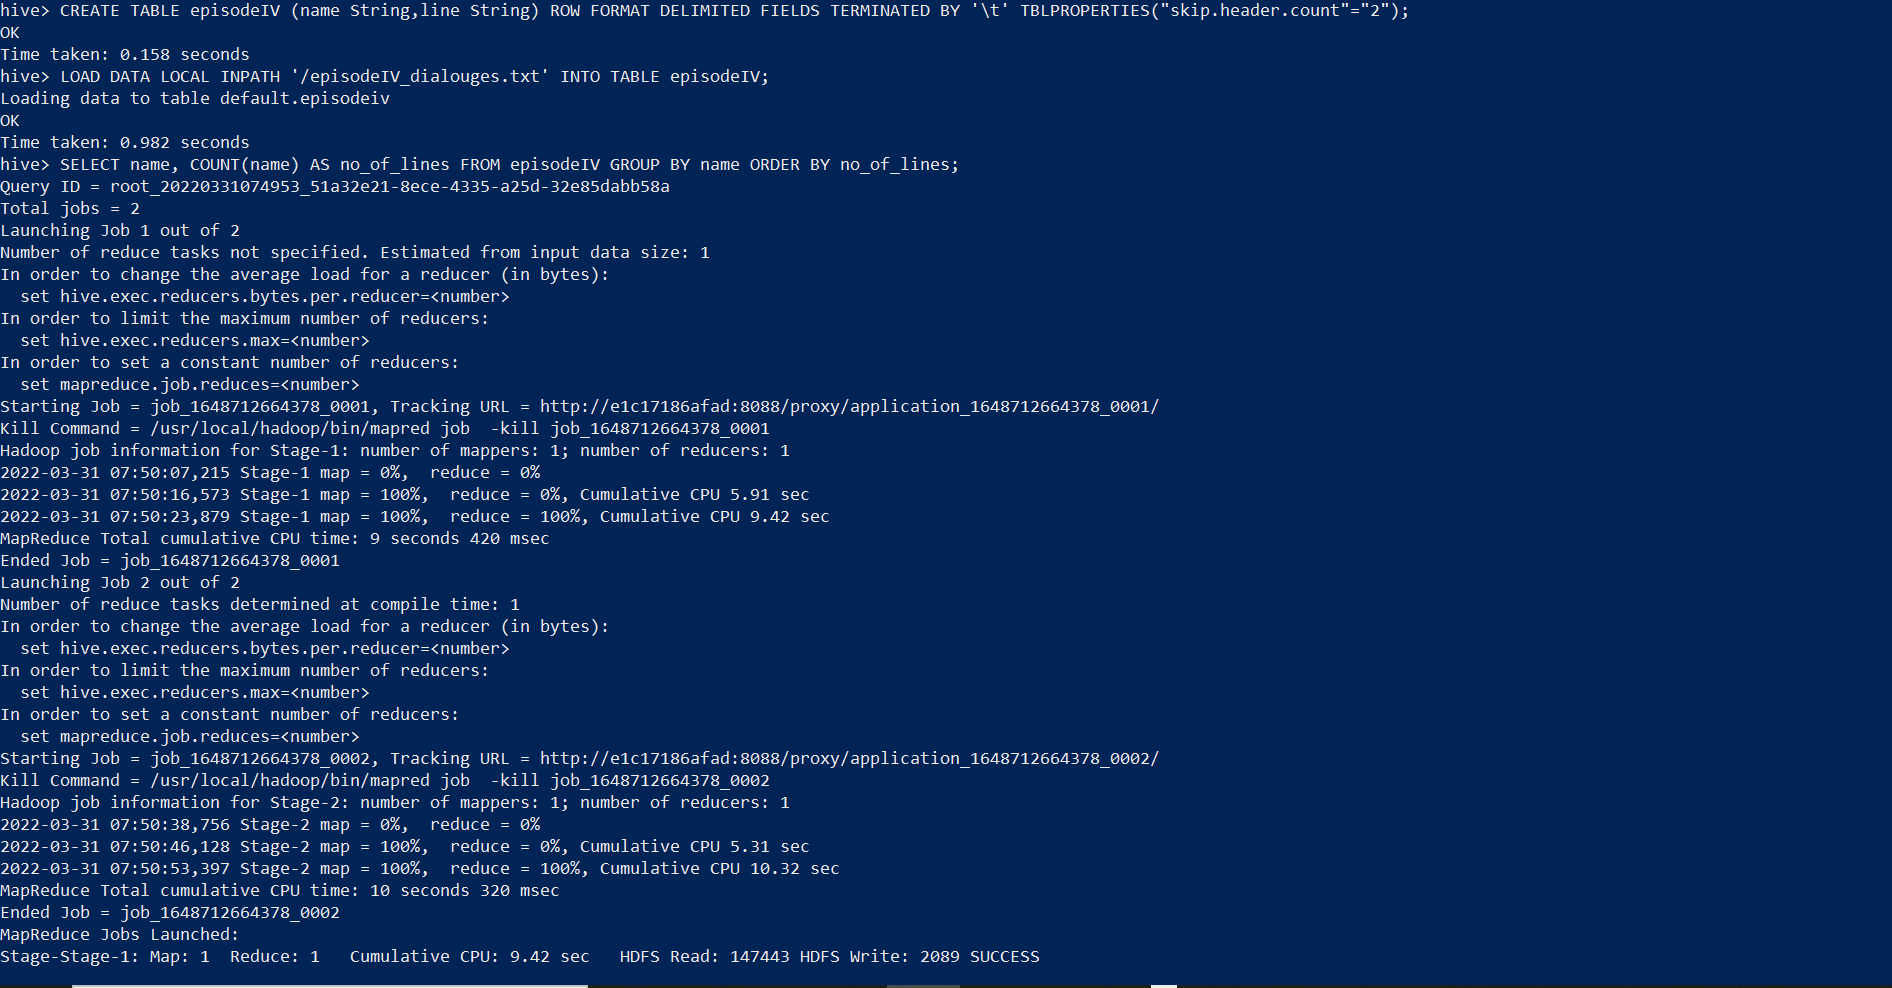 hive> CREATE TABLE episodeIV (name String,line String) ROW FORMAT DELIMITED FIELDS TERMINATED BY '\t' TBLPROPERTIES("skip.header.count"="2");
OK
Time taken: 0.158 seconds
hive> LOAD DATA LOCAL INPATH '/episodeIV_dialouges.txt' INTO TABLE episodeIV;
Loading data to table default.episodeiv
OK
Time taken: 0.982 seconds
hive> SELECT name, COUNT(name) AS no_of_lines FROM episodeIV GROUP BY name ORDER BY no_of_lines;
Query ID = root_20220331074953_51a32e21-8ece-4335-a25d-32e85dabb58a
Total jobs = 2
Launching Job 1 out of 2
Number of reduce tasks not specified. Estimated from input data size: 1
In order to change the average load for a reducer (in bytes):
  set hive.exec.reducers.bytes.per.reducer=<number>
In order to limit the maximum number of reducers:
  set hive.exec.reducers.max=<number>
In order to set a constant number of reducers:
  set mapreduce.job.reduces=<number>
Starting Job = job_1648712664378_0001, Tracking URL = http://e1c17186afad:8088/proxy/application_1648712664378_0001/
Kill Command = /usr/local/hadoop/bin/mapred job  -kill job_1648712664378_0001
Hadoop job information for Stage-1: number of mappers: 1; number of reducers: 1
2022-03-31 07:50:07,215 Stage-1 map = 0%,  reduce = 0%
2022-03-31 07:50:16,573 Stage-1 map = 100%,  reduce = 0%, Cumulative CPU 5.91 sec
2022-03-31 07:50:23,879 Stage-1 map = 100%,  reduce = 100%, Cumulative CPU 9.42 sec
MapReduce Total cumulative CPU time: 9 seconds 420 msec
Ended Job = job_1648712664378_0001
Launching Job 2 out of 2
Number of reduce tasks determined at compile time: 1
In order to change the average load for a reducer (in bytes):
  set hive.exec.reducers.bytes.per.reducer=<number>
In order to limit the maximum number of reducers:
  set hive.exec.reducers.max=<number>
In order to set a constant number of reducers:
  set mapreduce.job.reduces=<number>
Starting Job = job_1648712664378_0002, Tracking URL = http://e1c17186afad:8088/proxy/application_1648712664378_0002/
Kill Command = /usr/local/hadoop/bin/mapred job  -kill job_1648712664378_0002
Hadoop job information for Stage-2: number of mappers: 1; number of reducers: 1
2022-03-31 07:50:38,756 Stage-2 map = 0%,  reduce = 0%
2022-03-31 07:50:46,128 Stage-2 map = 100%,  reduce = 0%, Cumulative CPU 5.31 sec
2022-03-31 07:50:53,397 Stage-2 map = 100%,  reduce = 100%, Cumulative CPU 10.32 sec
MapReduce Total cumulative CPU time: 10 seconds 320 msec
Ended Job = job_1648712664378_0002
MapReduce Jobs Launched:
Stage-Stage-1: Map: 1  Reduce: 1   Cumulative CPU: 9.42 sec   HDFS Read: 147443 HDFS Write: 2089 SUCCESS